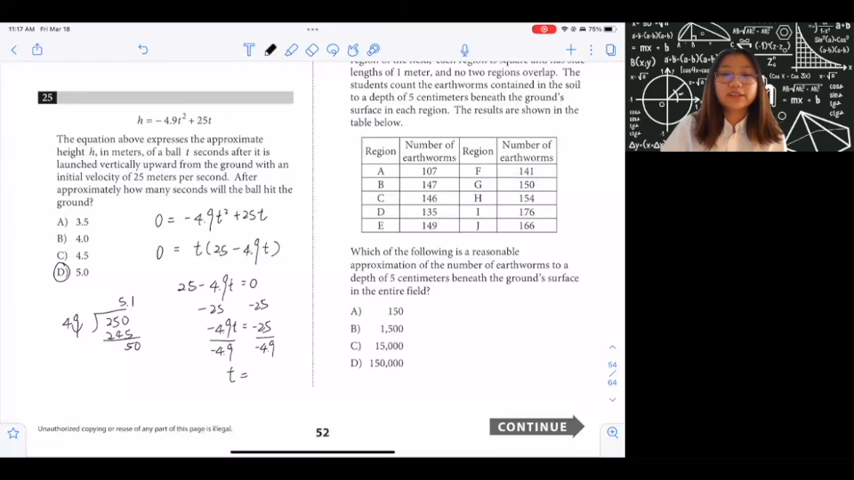 11:17 AM Fri Mar 18
75%
25
h = −4.9t² + 25t
The equation above expresses the approximate
height h, in meters, of a ball t seconds after it is
launched vertically upward from the ground with an
initial velocity of 25 meters per second. After
approximately how many seconds will the ball hit the
ground?
A) 3.5
B) 4.0
C) 4.5
D) 5.0
0 = -4.9t² + 25t
0 = t(25 - 4.9t)
25 - 4.9t = 0
-25 -25
-4.9t = -25
-4.9 -4.9
t =
5.1
49 250
245
50
region of the field, each region is square and has side
lengths of 1 meter, and no two regions overlap. The
students count the earthworms contained in the soil
to a depth of 5 centimeters beneath the ground's
surface in each region. The results are shown in the
table below.
Region Number of earthworms Region Number of earthworms
A 107 F 141
B 147 G 150
C 146 H 154
D 135 I 176
E 149 J 166
Which of the following is a reasonable
approximation of the number of earthworms to a
depth of 5 centimeters beneath the ground's surface
in the entire field?
A) 150
B) 1,500
C) 15,000
D) 150,000
54
/
64
Unauthorized copying or reuse of any part of this page is illegal.
52
CONTINUE
= mx + b
B(x;y)